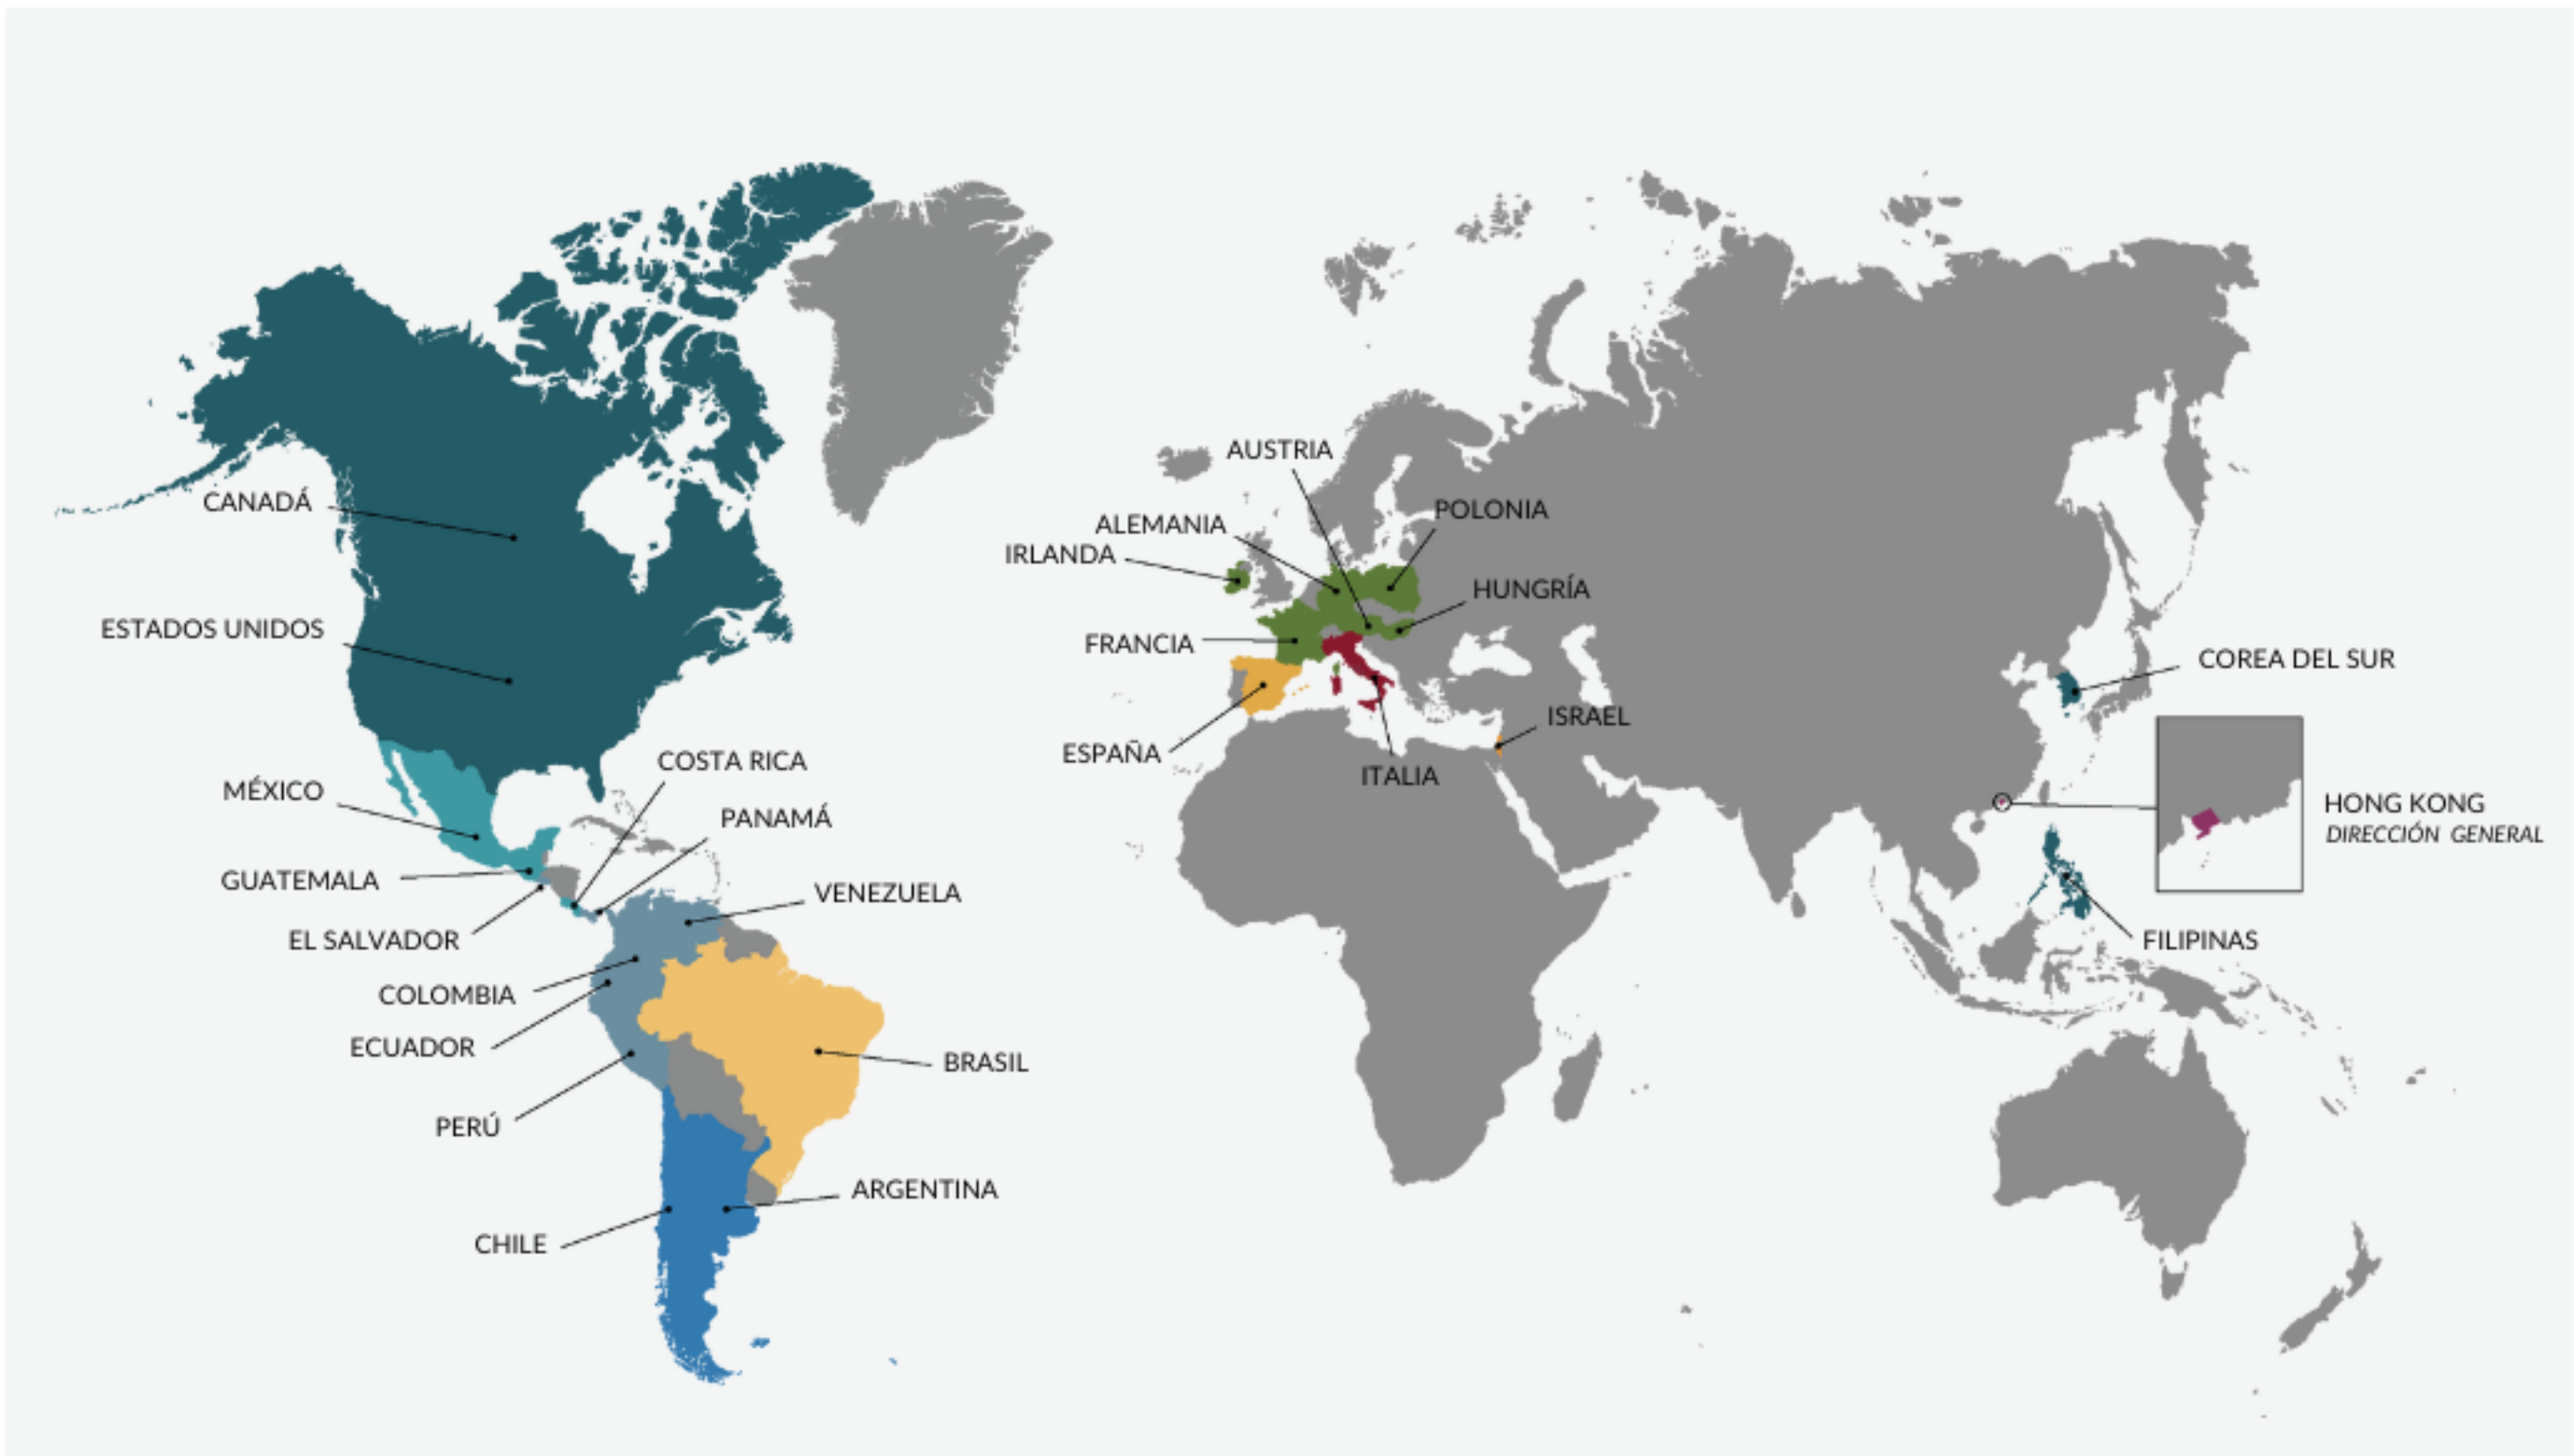 CANADÁ
ESTADOS UNIDOS
MÉXICO
GUATEMALA
EL SALVADOR
COSTA RICA
PANAMÁ
VENEZUELA
COLOMBIA
ECUADOR
PERÚ
BRASIL
ARGENTINA
CHILE
AUSTRIA
ALEMANIA
IRLANDA
POLONIA
HUNGRÍA
FRANCIA
ESPAÑA
ITALIA
ISRAEL
COREA DEL SUR
HONG KONG
DIRECCIÓN GENERAL
FILIPINAS